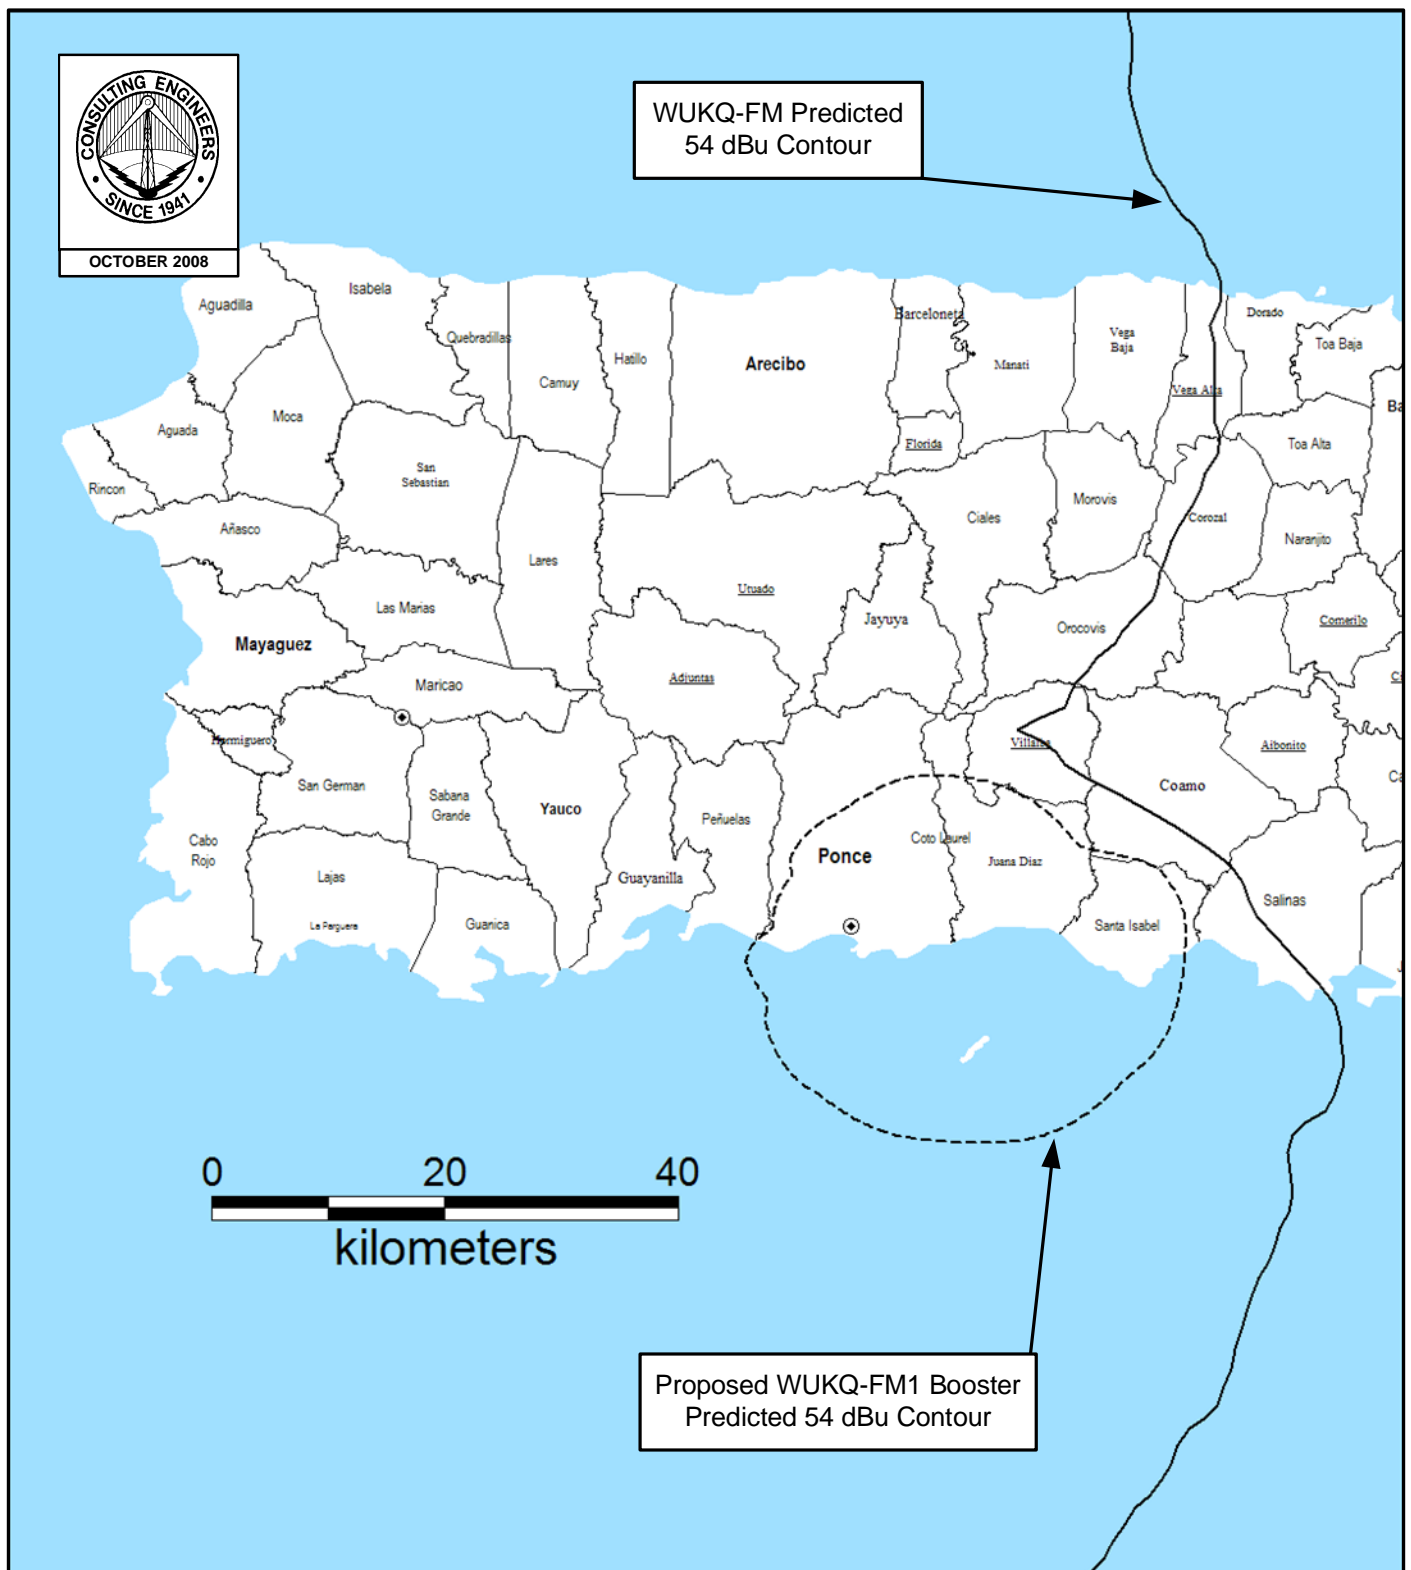 CONSULTING ENGINEERS
• SINCE 1941 •
OCTOBER 2008
WUKQ-FM Predicted
54 dBu Contour
Isabela
Aguadilla
Quebradillas
Camuy
Hatillo
Arecibo
Barceloneta
Manati
Vega
Baja
Vega Alta
Dorado
Toa Baja
Ba
Moca
Aguada
Rincon
San
Sebastian
Florida
Toa Alta
Añasco
Lares
Ciales
Morovis
Corozal
Naranjito
Las Marias
Utuado
Jayuya
Orocovis
Comerilo
Mayaguez
Maricao
Adjuntas
Hormiguero
Villalba
Aibonito
San German
Sabana
Grande
Yauco
Peñuelas
Coamo
Ca
Cabo
Rojo
Ponce
Coto Laurel
Juana Diaz
Lajas
Guayanilla
Salinas
La Parguera
Guanica
Santa Isabel
0 20 40
kilometers
Proposed WUKQ-FM1 Booster
Predicted 54 dBu Contour